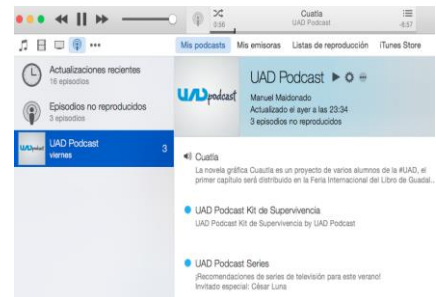 Cuatla
UAD Podcast
0:36
-4:57
Mis podcasts
Mis emisoras
Listas de reproducción
iTunes Store
Actualizaciones recientes
16 episodios
Episodios no reproducidos
3 episodios
UAD Podcast
viernes
3
UAD podcast
UAD Podcast
Manuel Maldonado
Actualizado el ayer a las 23:34
3 episodios no reproducidos
Cuatla
La novela gráfica Cuautla es un proyecto de varios alumnos de la #UAD, el
primer capítulo será distribuido en la Feria Internacional del Libro de Guadal...
UAD Podcast Kit de Supervivencia
UAD Podcast Kit de Supervivencia by UAD Podcast
UAD Podcast Series
¡Recomendaciones de series de televisión para este verano!
Invitado especial: César Luna